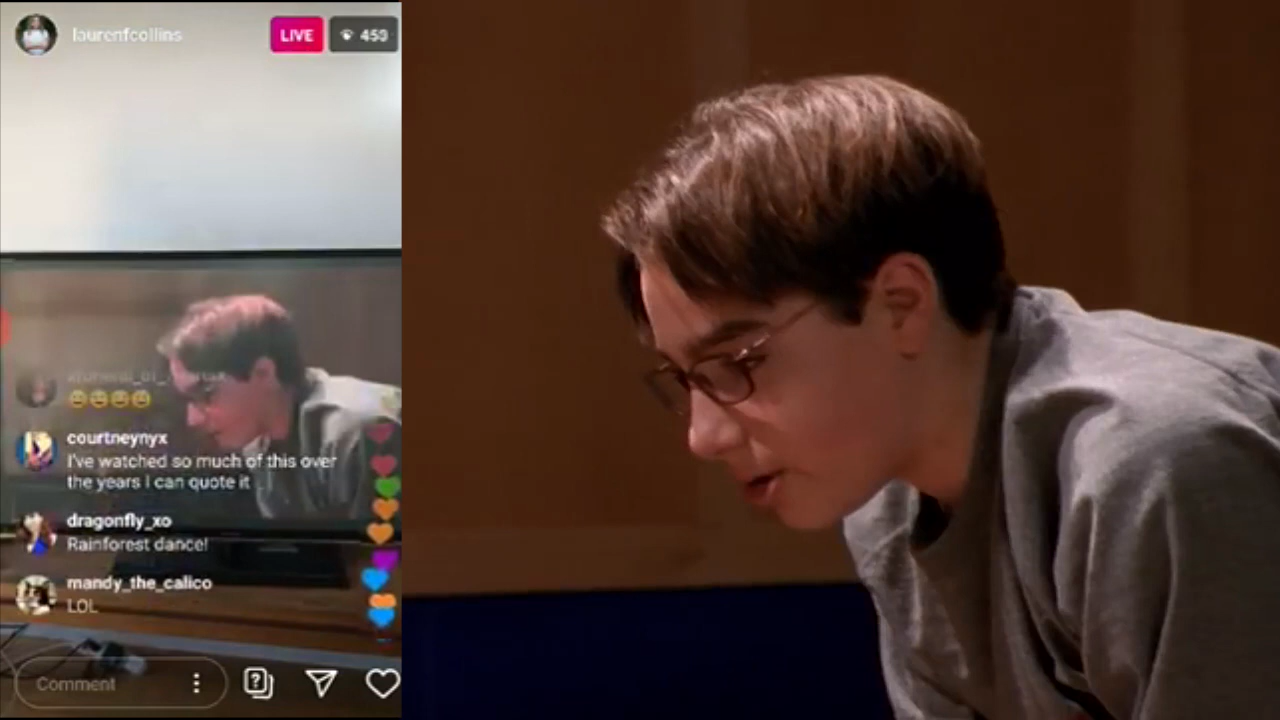 laurenfcollins
LIVE
453
courtneynyx
I've watched so much of this over
the years I can quote it
dragonfly_xo
Rainforest dance!
mandy_the_calico
LOL
Comment